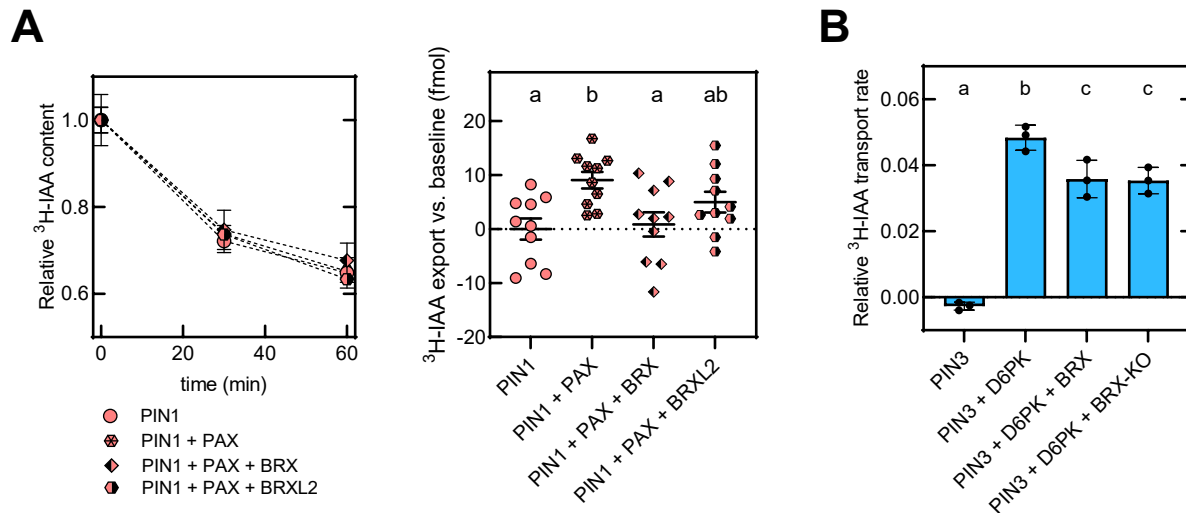 A
B
Relative ³H-IAA content
1.0
0.8
0.6
0
20
40
60
time (min)
PIN1
PIN1 + PAX
PIN1 + PAX + BRX
PIN1 + PAX + BRXL2
³H-IAA export vs. baseline (fmol)
20
10
0
-10
-20
a
b
a
ab
PIN1
PIN1 + PAX
PIN1 + PAX + BRX
PIN1 + PAX + BRXL2
Relative ³H-IAA transport rate
0.06
0.04
0.02
0.00
a
b
c
c
PIN3
PIN3 + D6PK
PIN3 + D6PK + BRX
PIN3 + D6PK + BRX-KO